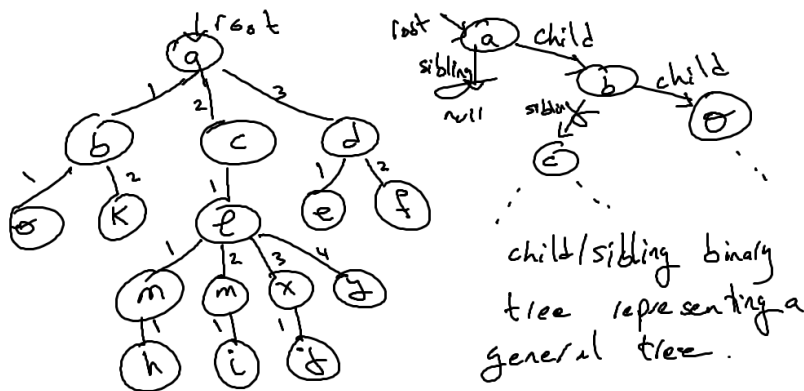 root
a
1 2 3
b c d
1 2 1 1 2
o k l e f
1 2 3 4
m x y
1 1 1
h i j
root a child
sibling b child
null sibling o
c
child/sibling binary
tree representing a
general tree.